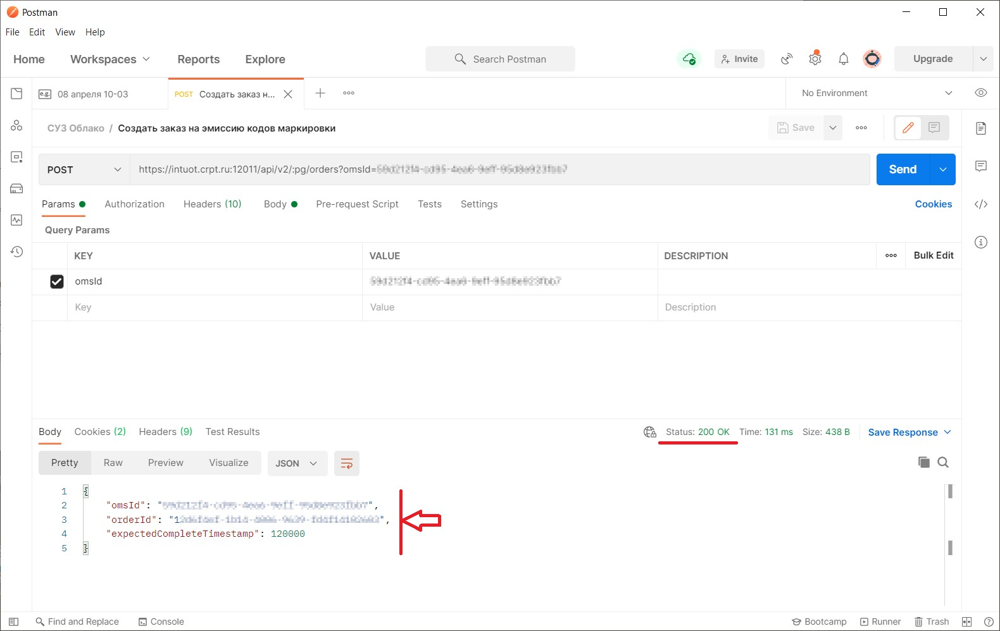 Postman
File Edit View Help
Home Workspaces Reports Explore Search Postman Invite Upgrade
e.g. 08 апреля 10-03 POST Создать заказ н... No Environment
СУЗ Облако / Создать заказ на эмиссию кодов маркировки Save
POST https://intuot.crpt.ru:12011/api/v2/:pg/orders?omsId= Send
Params Authorization Headers (10) Body Pre-request Script Tests Settings Cookies
Query Params
KEY VALUE DESCRIPTION Bulk Edit
omsId
Key Value Description
Body Cookies (2) Headers (9) Test Results Status: 200 OK Time: 131 ms Size: 438 B Save Response
Pretty Raw Preview Visualize JSON
1 {
2 "omsId": "",
3 "orderId": "1",
4 "expectedCompleteTimestamp": 120000
5 }
Find and Replace Console Bootcamp Runner Trash